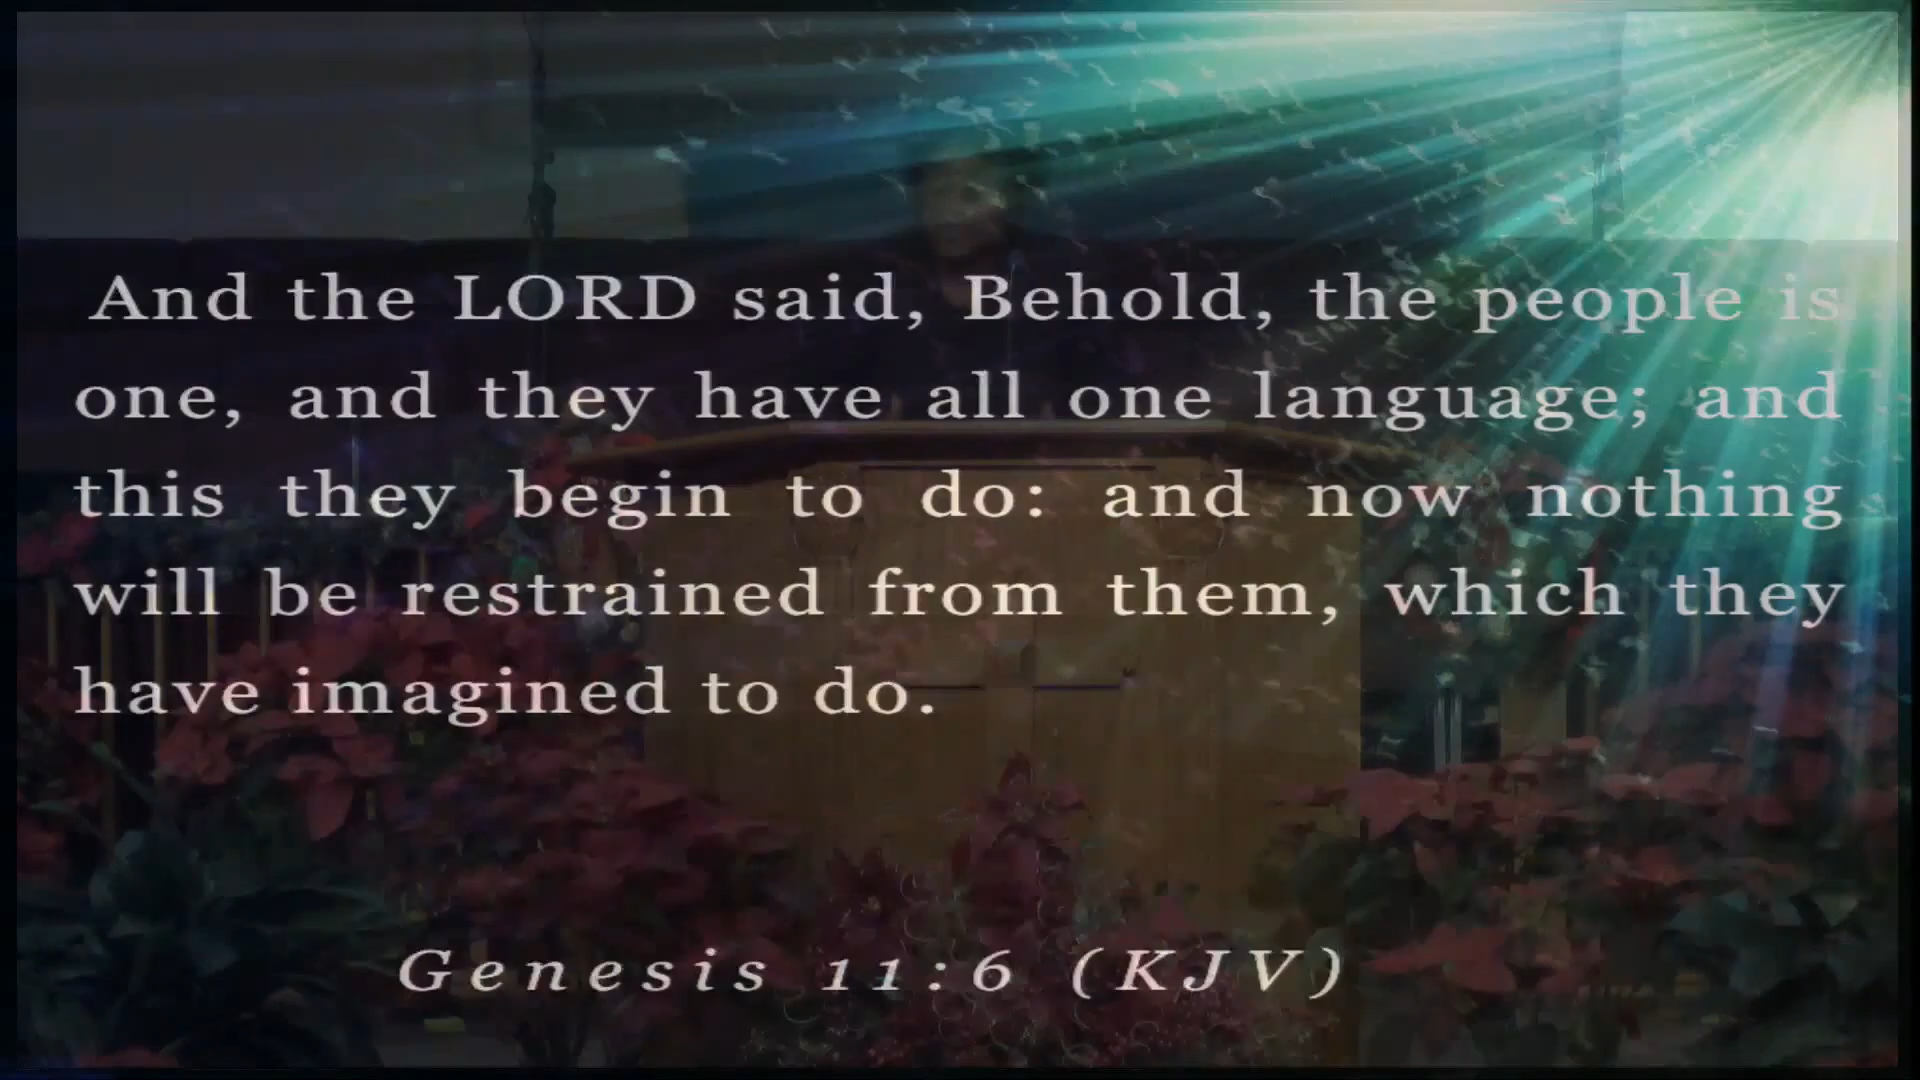 And the LORD said, Behold, the people is
one, and they have all one language; and
this they begin to do: and now nothing
will be restrained from them, which they
have imagined to do.
Genesis 11:6 (KJV)